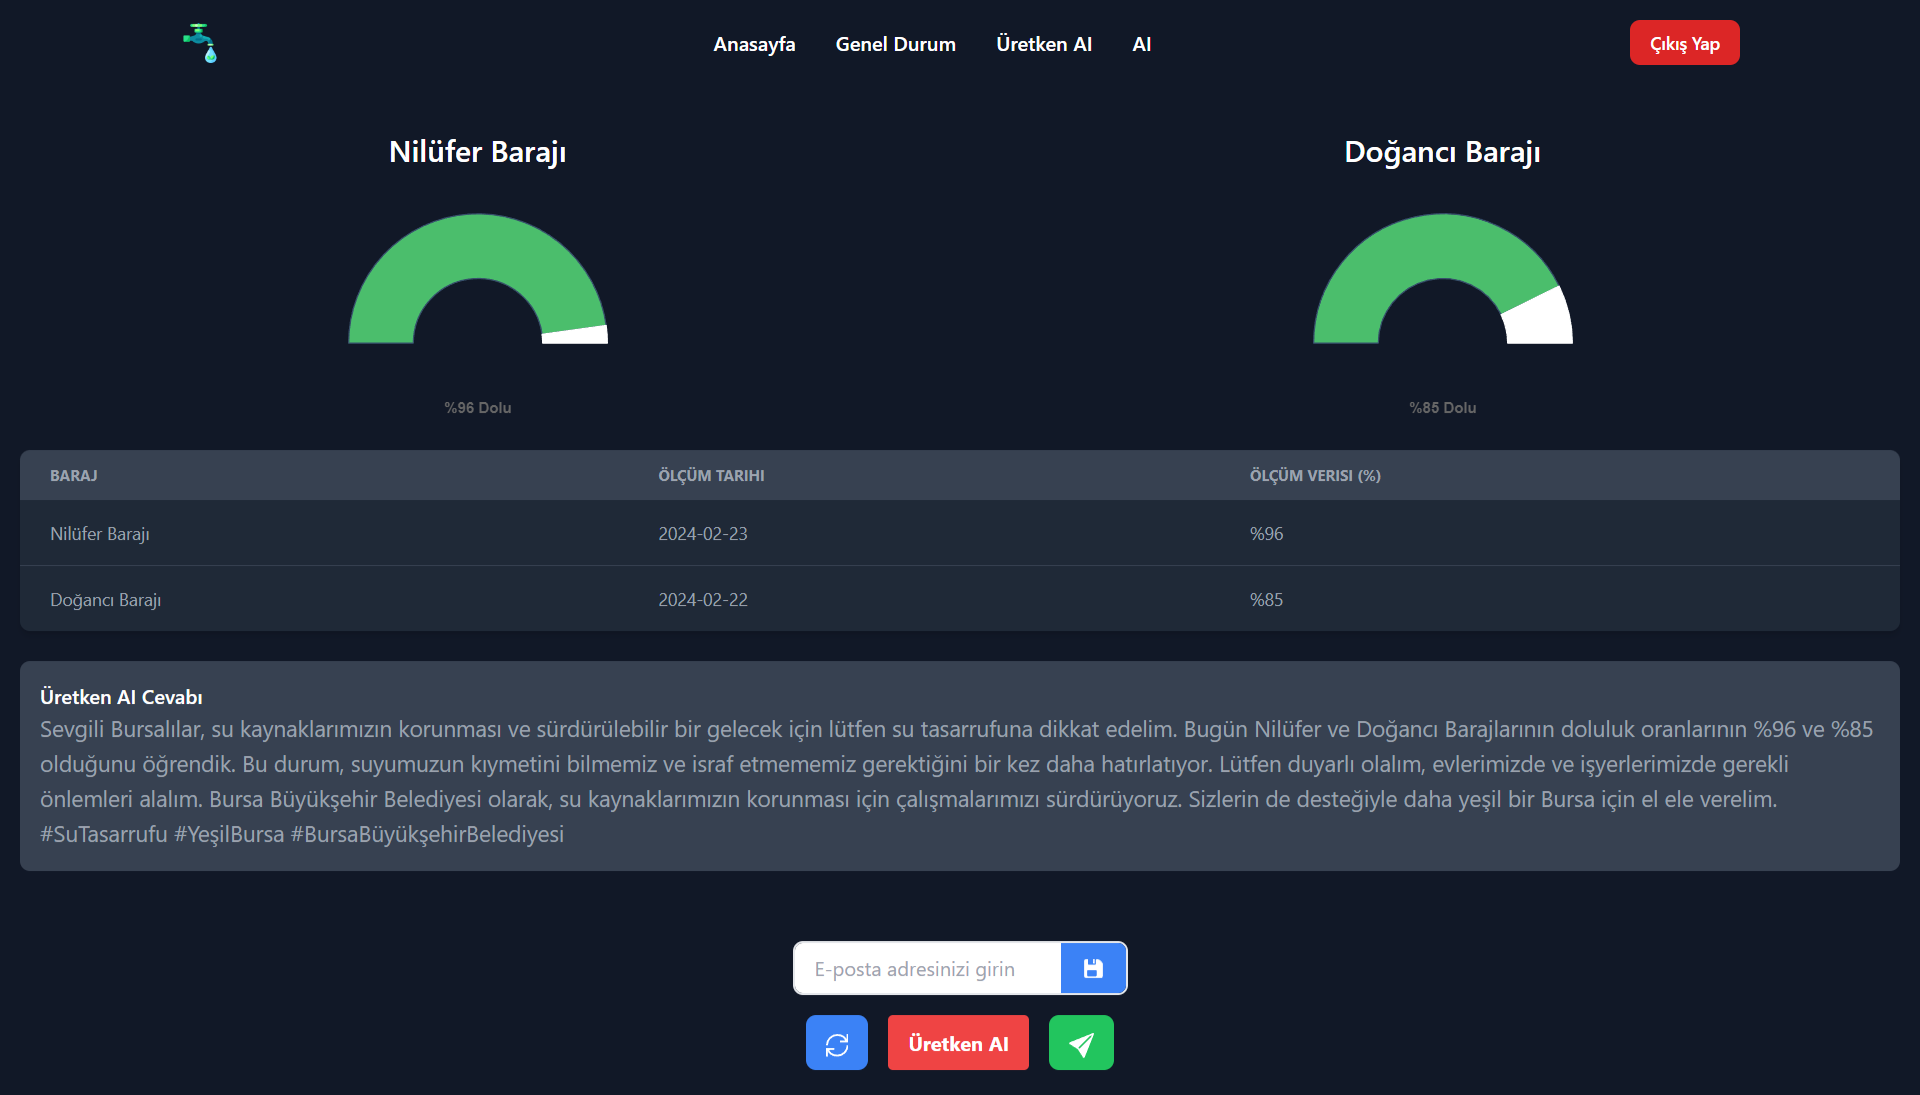 Anasayfa Genel Durum Üretken AI AI Çıkış Yap
Nilüfer Barajı
Doğancı Barajı
%96 Dolu
%85 Dolu
BARAJ ÖLÇÜM TARIHI ÖLÇÜM VERISI (%)
Nilüfer Barajı 2024-02-23 %96
Doğancı Barajı 2024-02-22 %85
Üretken AI Cevabı
Sevgili Bursalılar, su kaynaklarımızın korunması ve sürdürülebilir bir gelecek için lütfen su tasarrufuna dikkat edelim. Bugün Nilüfer ve Doğancı Barajlarının doluluk oranlarının %96 ve %85
olduğunu öğrendik. Bu durum, suyumuzun kıymetini bilmemiz ve israf etmememiz gerektiğini bir kez daha hatırlatıyor. Lütfen duyarlı olalım, evlerimizde ve işyerlerimizde gerekli
önlemleri alalım. Bursa Büyükşehir Belediyesi olarak, su kaynaklarımızın korunması için çalışmalarımızı sürdürüyoruz. Sizlerin de desteğiyle daha yeşil bir Bursa için el ele verelim.
#SuTasarrufu #YeşilBursa #BursaBüyükşehirBelediyesi
E-posta adresinizi girin
Üretken AI